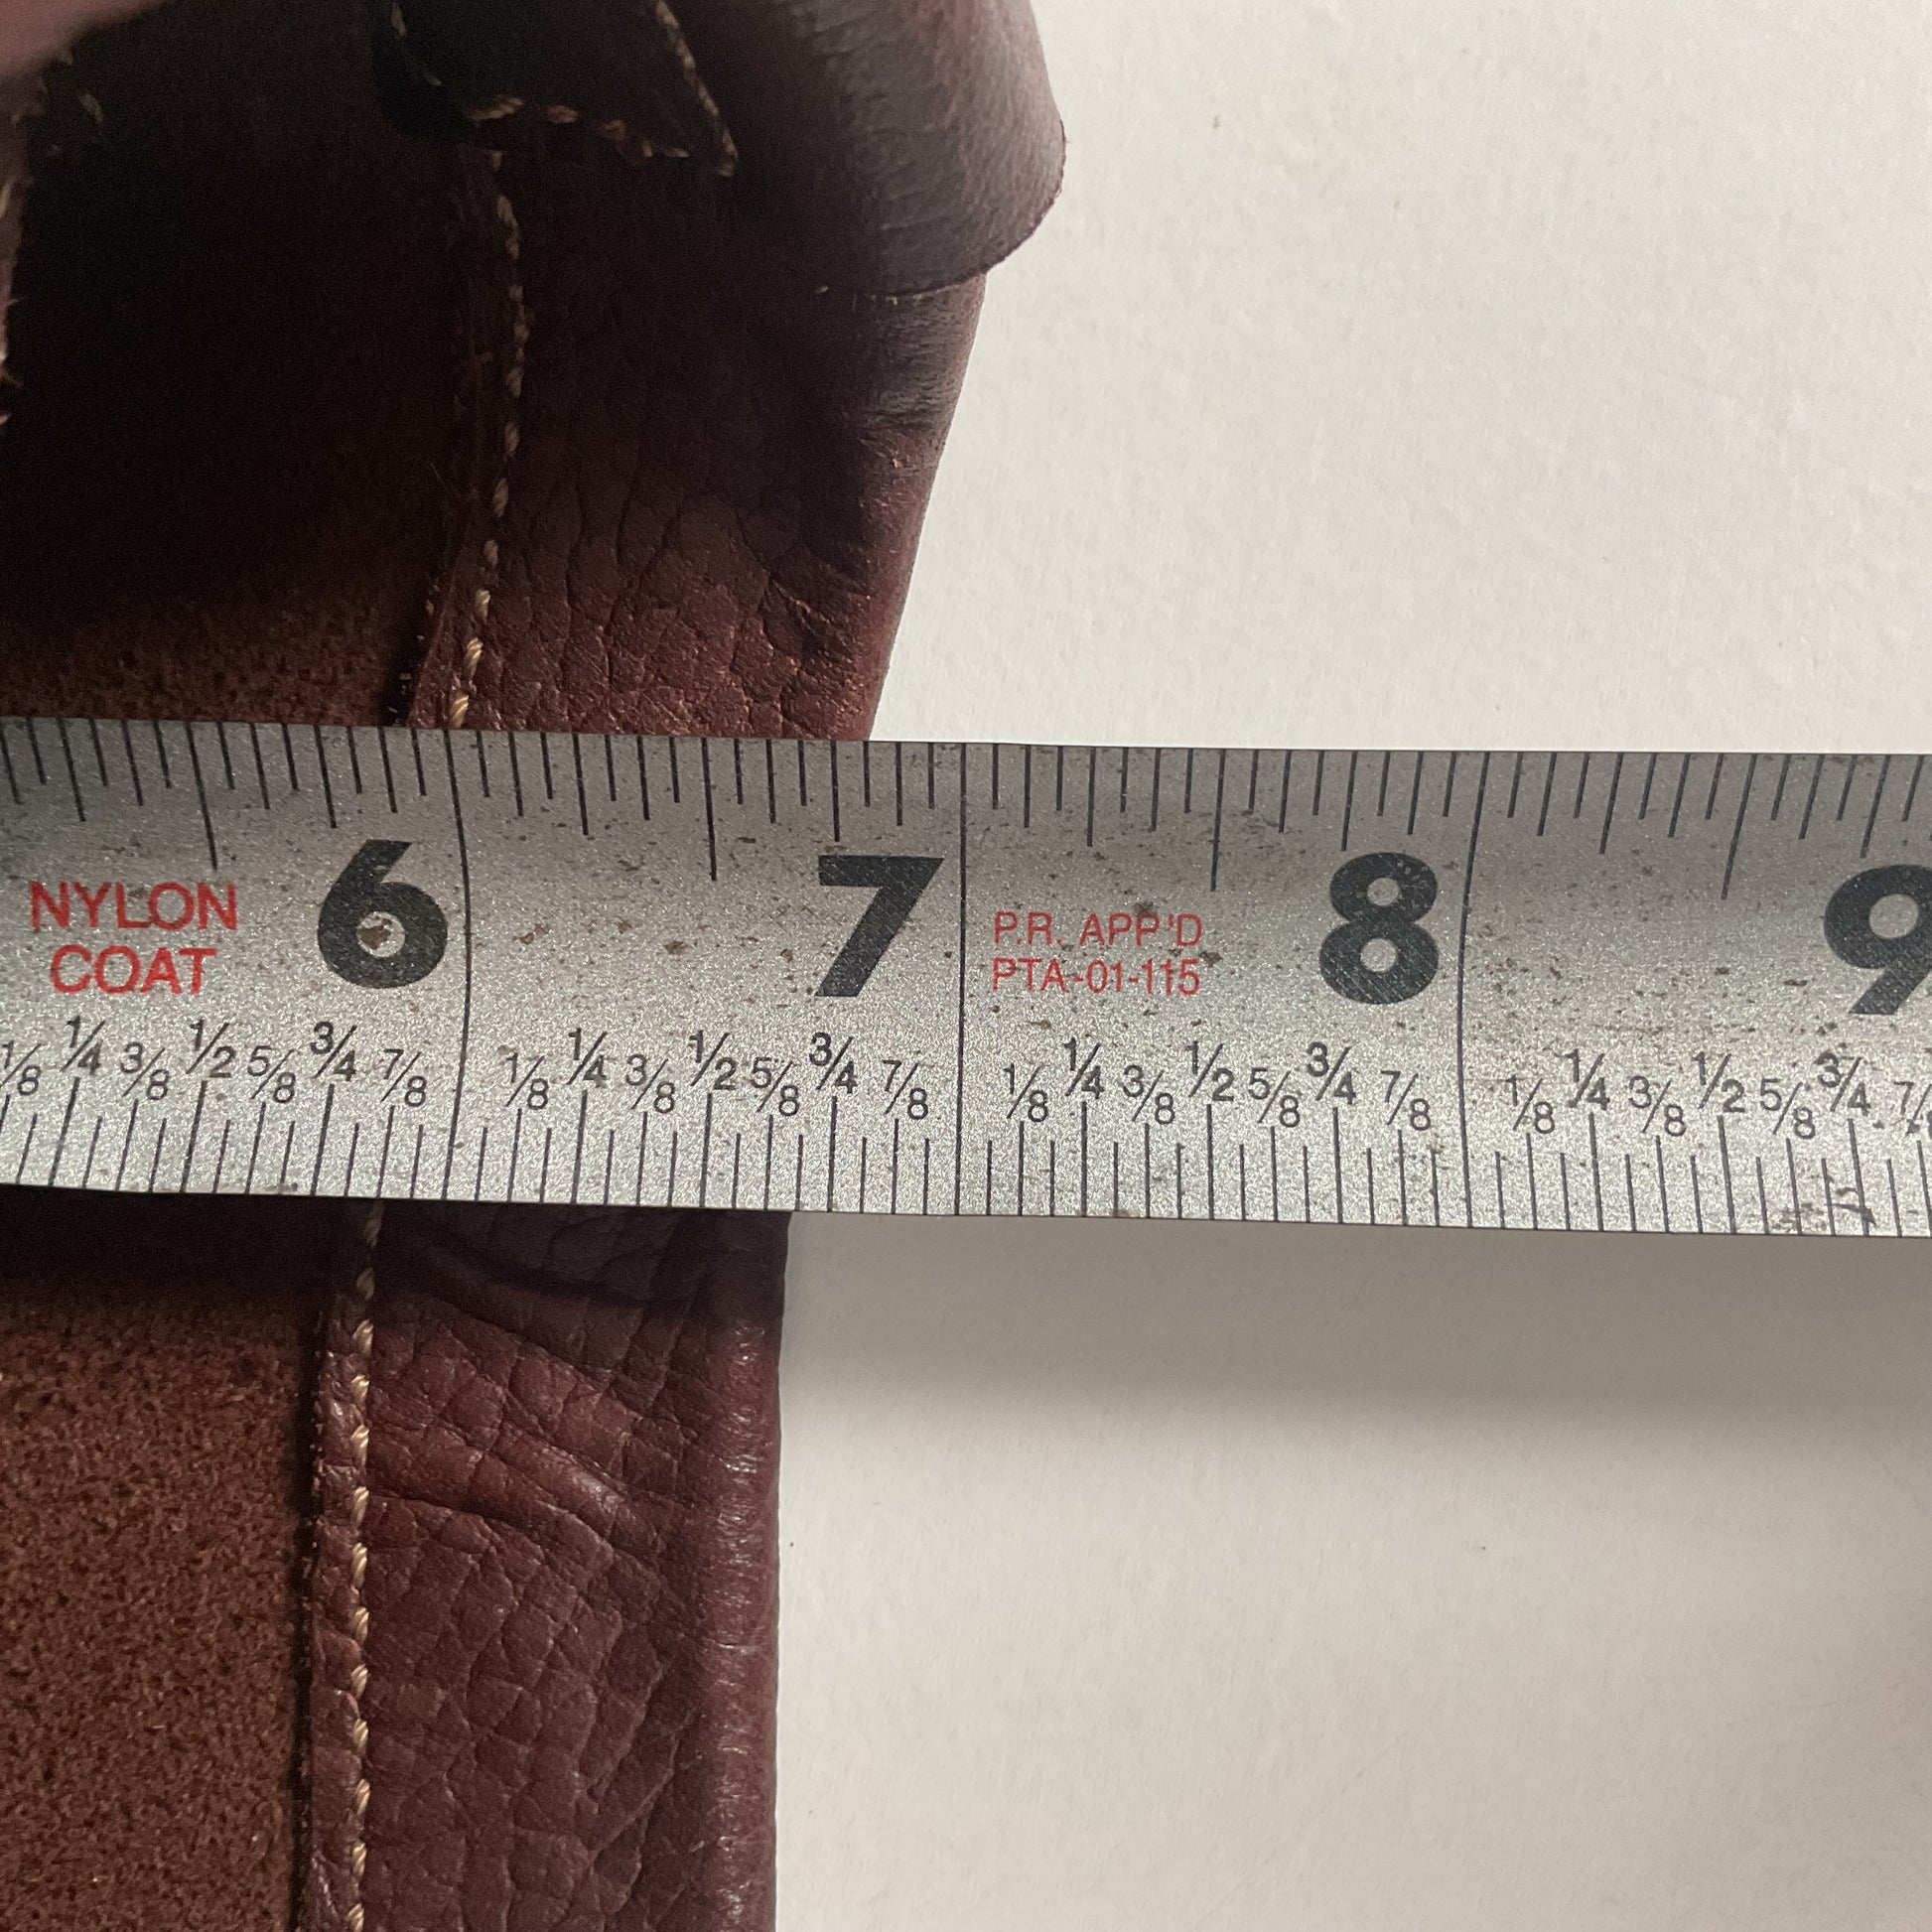 NYLON
COAT
6 7 8 9
P.R. APP'D
PTA-01-115
1/8 1/4 3/8 1/2 5/8 3/4 7/8 1/8 1/4 3/8 1/2 5/8 3/4 7/8 1/8 1/4 3/8 1/2 5/8 3/4 7/8 1/8 1/4 3/8 1/2 5/8 3/4